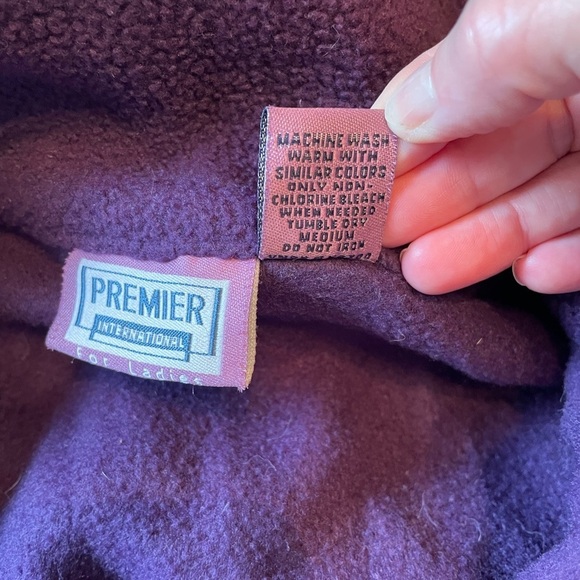 PREMIER
INTERNATIONAL
For Ladies
MACHINE WASH
WARM WITH
SIMILAR COLORS
ONLY NON-
CHLORINE BLEACH
WHEN NEEDED
TUMBLE DRY
MEDIUM
DO NOT IRON